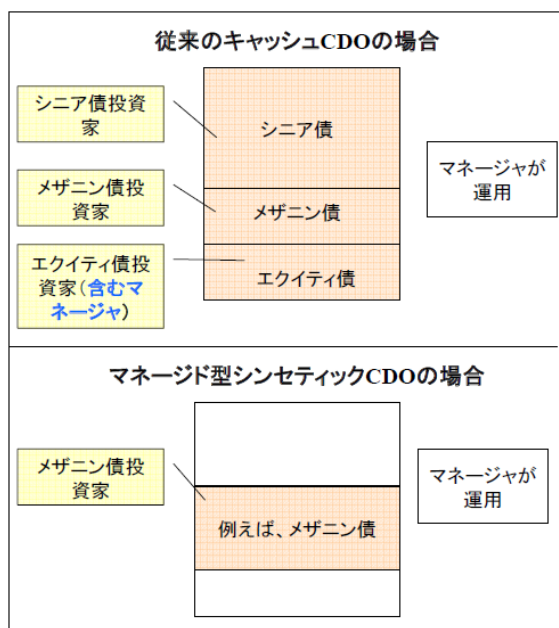 従来のキャッシュCDOの場合
シニア債投資
家
シニア債
マネージャが
運用
メザニン債投
資家
メザニン債
エクイティ債投
資家(含むマ
ネージャ)
エクイティ債
マネージド型シンセティックCDOの場合
メザニン債投
資家
マネージャが
運用
例えば、メザニン債